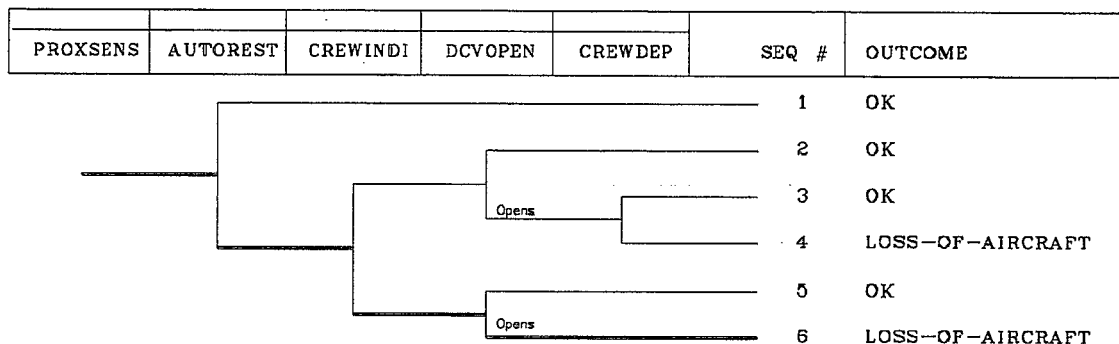 PROXSENS AUTOREST CREWINDI DCVOPEN CREWDEP SEQ # OUTCOME
1 OK
2 OK
Opens 3 OK
4 LOSS-OF-AIRCRAFT
5 OK
Opens 6 LOSS-OF-AIRCRAFT